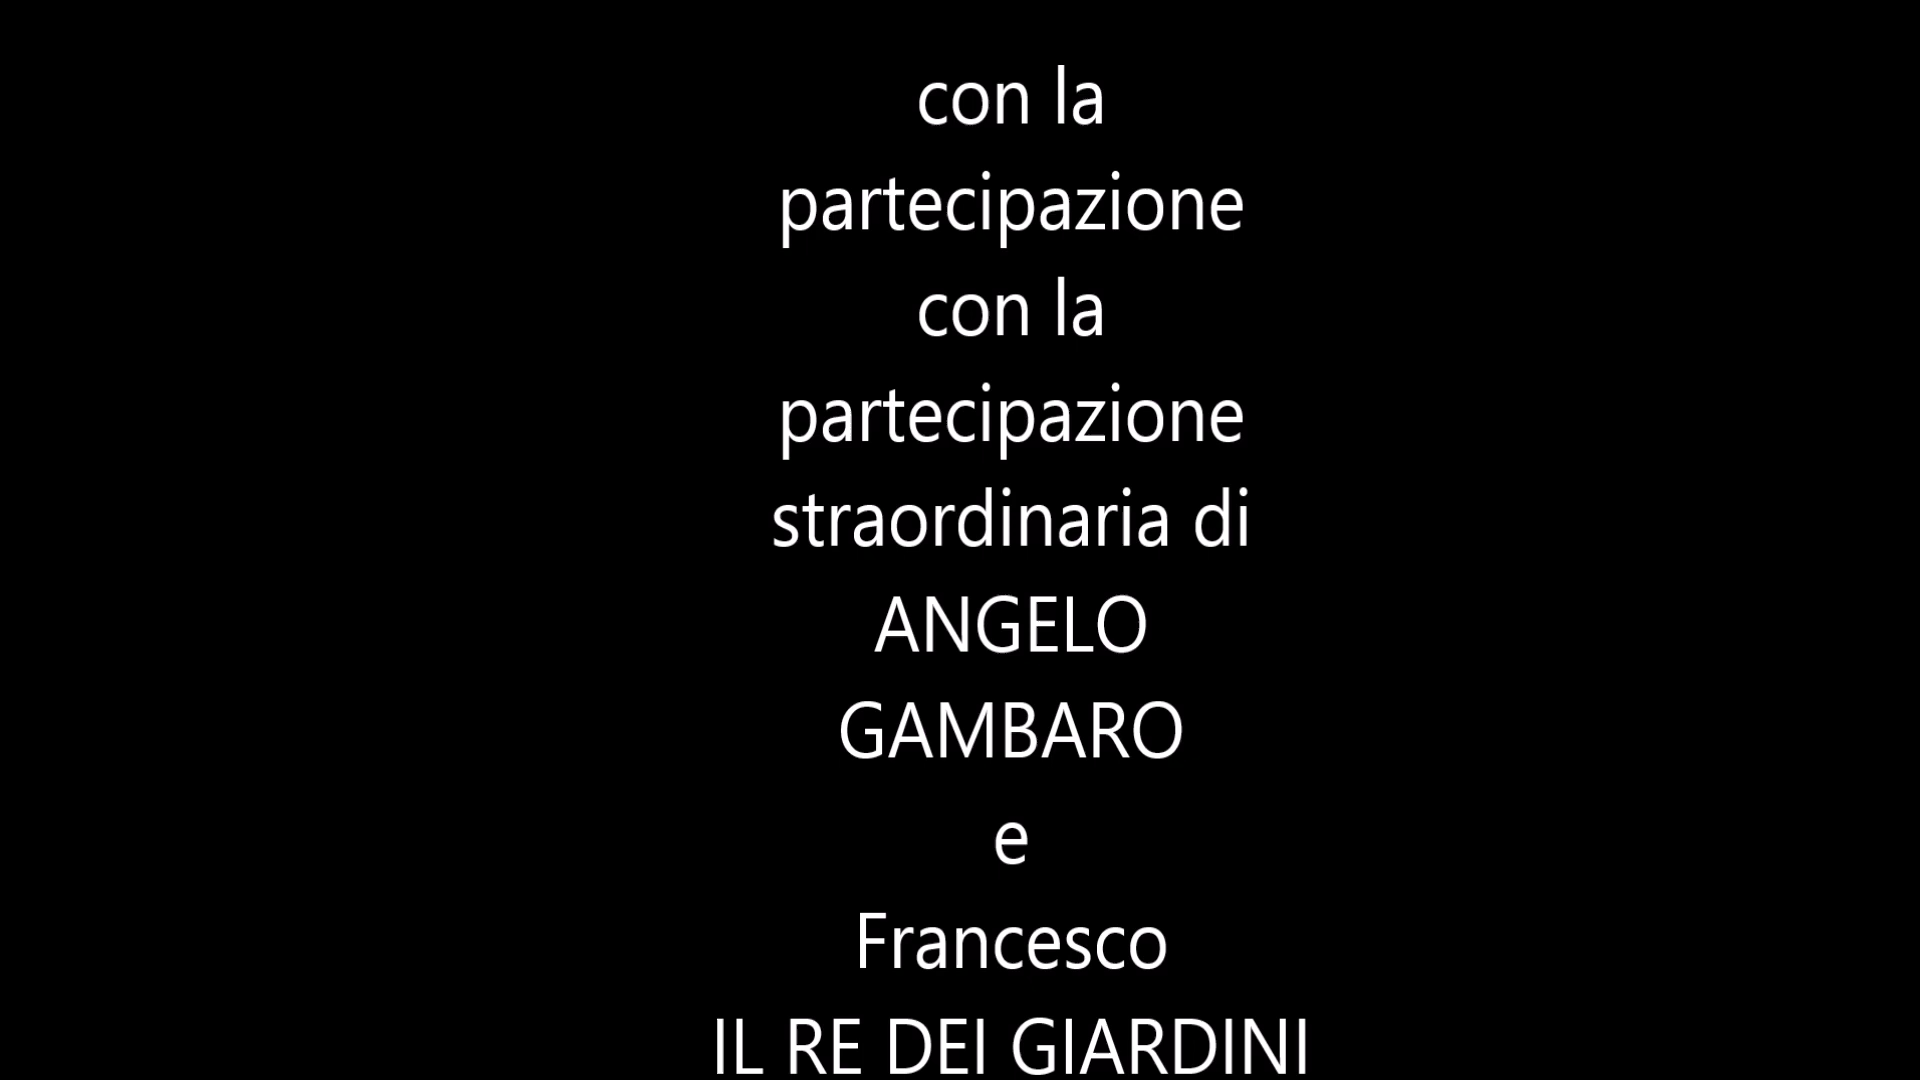 con la
partecipazione
con la
partecipazione
straordinaria di
ANGELO
GAMBARO
e
Francesco
IL RE DEI GIARDINI